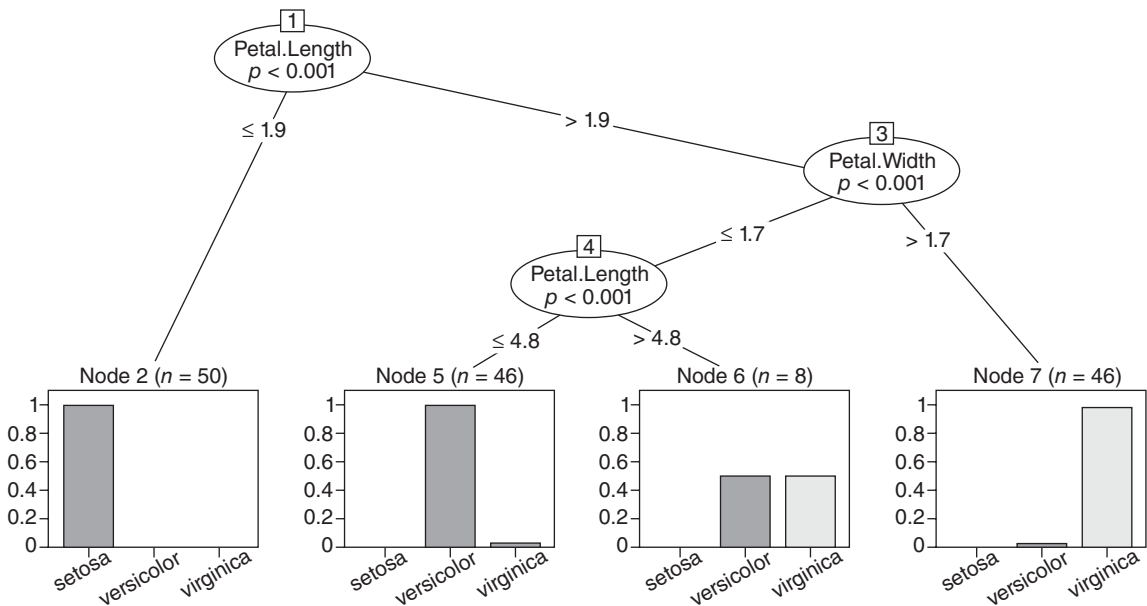 1
Petal.Length
p < 0.001
≤ 1.9
> 1.9
3
Petal.Width
p < 0.001
≤ 1.7
> 1.7
4
Petal.Length
p < 0.001
≤ 4.8
> 4.8
Node 2 (n = 50)
1
0.8
0.6
0.4
0.2
0
setosa
versicolor
virginica
Node 5 (n = 46)
1
0.8
0.6
0.4
0.2
0
setosa
versicolor
virginica
Node 6 (n = 8)
1
0.8
0.6
0.4
0.2
0
setosa
versicolor
virginica
Node 7 (n = 46)
1
0.8
0.6
0.4
0.2
0
setosa
versicolor
virginica